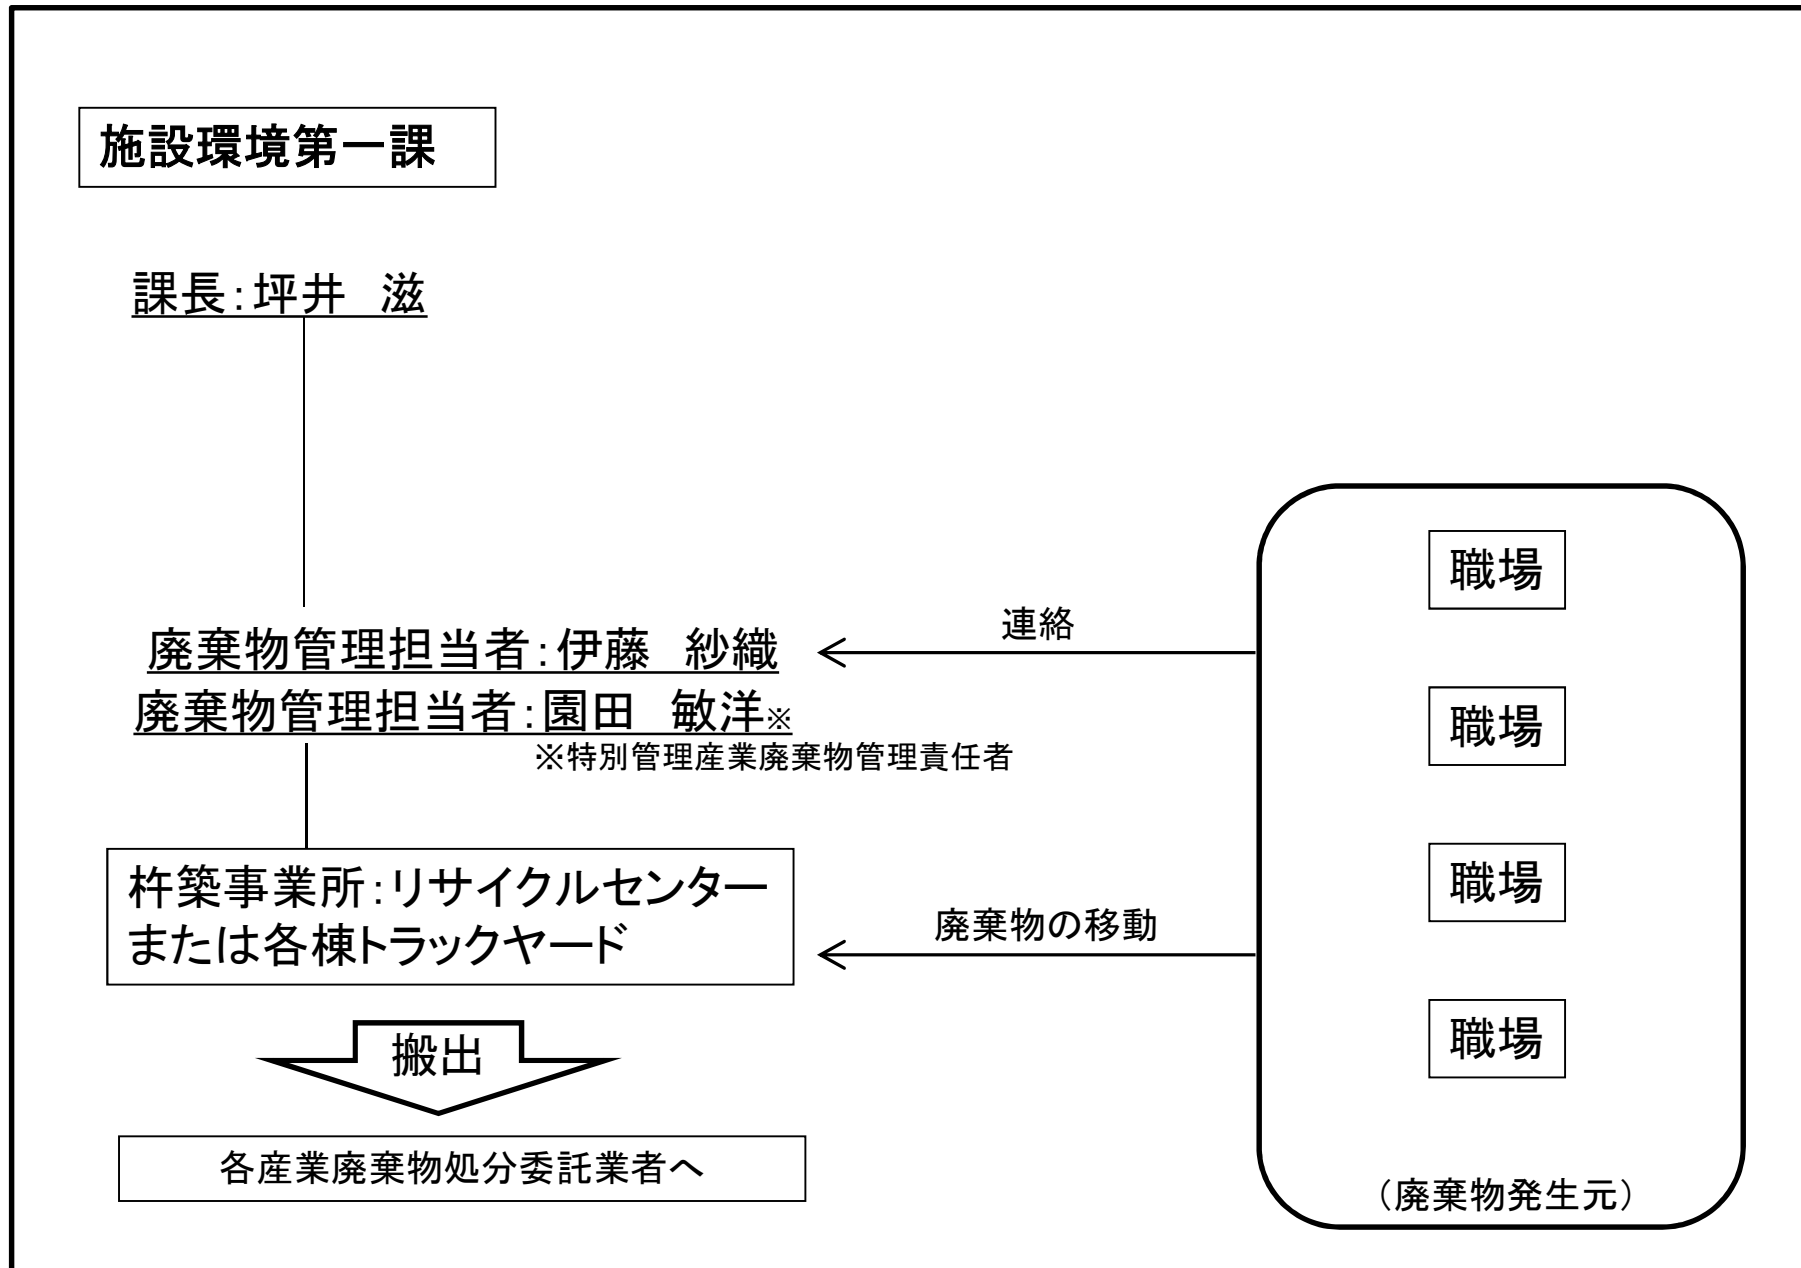 施設環境第一課
課長：坪井　滋
廃棄物管理担当者：伊藤　紗織
廃棄物管理担当者：園田　敏洋※
※特別管理産業廃棄物管理責任者
連絡
杵築事業所：リサイクルセンター
または各棟トラックヤード
廃棄物の移動
搬出
各産業廃棄物処分委託業者へ
職場
職場
職場
職場
（廃棄物発生元）